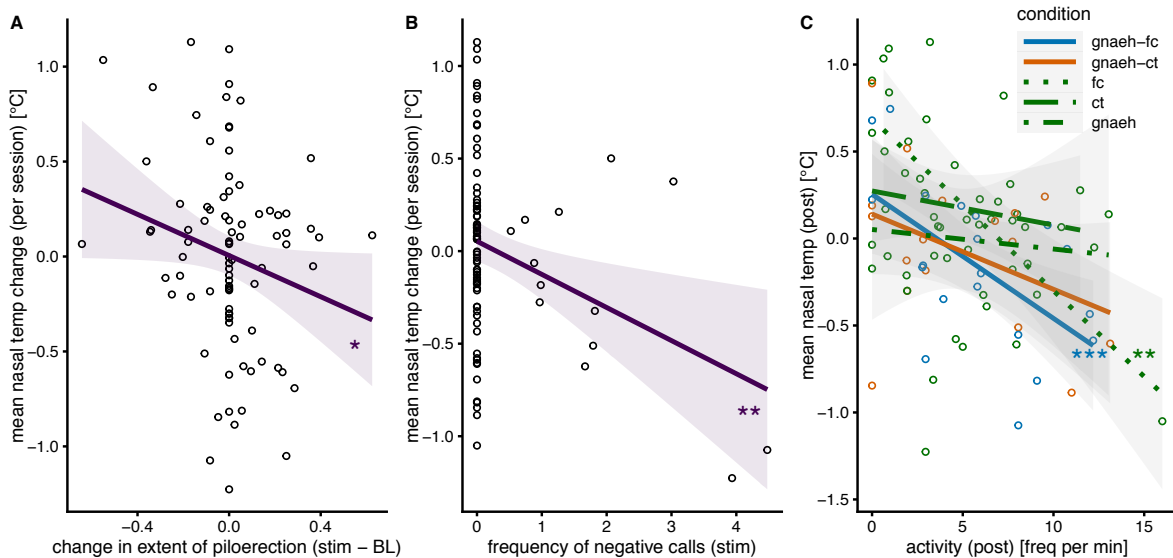 A
mean nasal temp change (per session) [°C]
1.0
0.5
0.0
−0.5
−1.0
*
−0.4
0.0
0.4
change in extent of piloerection (stim − BL)
B
mean nasal temp change (per session) [°C]
1.0
0.5
0.0
−0.5
−1.0
**
0
1
2
3
4
frequency of negative calls (stim)
C
condition
gnaeh−fc
gnaeh−ct
fc
ct
gnaeh
mean nasal temp (post) [°C]
1.0
0.5
0.0
−0.5
−1.0
−1.5
*** **
0
5
10
15
activity (post) [freq per min]